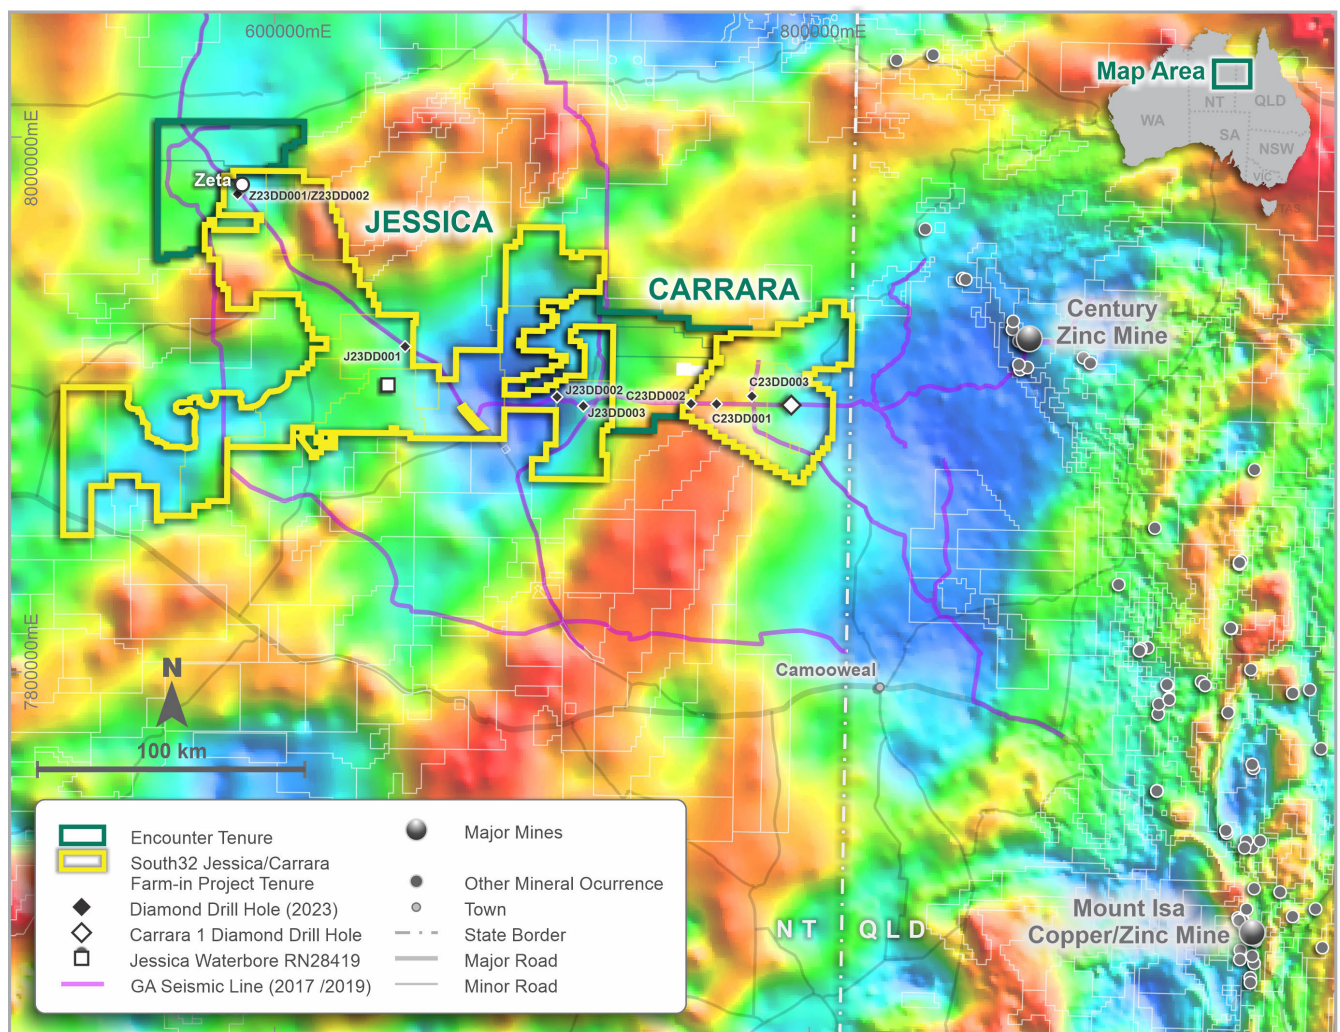 600000mE
800000mE
Map Area
NT
QLD
WA
SA
NSW
VIC
TAS
8000000mE
Zeta
Z23DD001/Z23DD002
JESSICA
CARRARA
Century
Zinc Mine
J23DD001
C23DD003
J23DD002
C23DD002
J23DD003
C23DD001
7800000mE
Camooweal
N
100 km
Encounter Tenure
South32 Jessica/Carrara
Farm-in Project Tenure
Diamond Drill Hole (2023)
Carrara 1 Diamond Drill Hole
Jessica Waterbore RN28419
GA Seismic Line (2017 /2019)
Major Mines
Other Mineral Ocurrence
Town
State Border
Major Road
Minor Road
NT QLD
Mount Isa
Copper/Zinc Mine